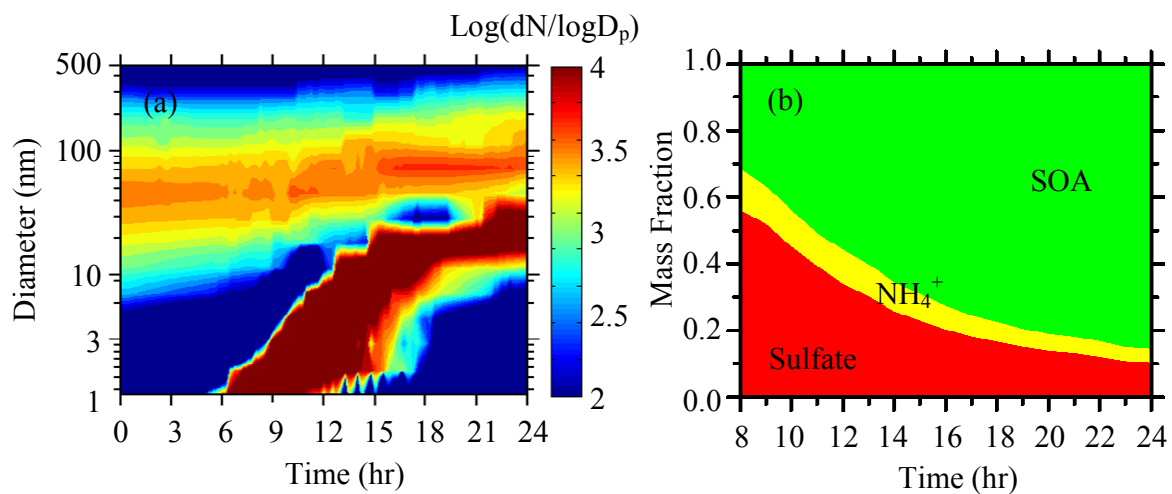 Log(dN/logDp)
500
100
10
3
1
Diameter (nm)
(a)
0 3 6 9 12 15 18 21 24
Time (hr)
4
3.5
3
2.5
2
1.0
0.8
0.6
0.4
0.2
0.0
Mass Fraction
(b)
SOA
NH4+
Sulfate
8 10 12 14 16 18 20 22 24
Time (hr)